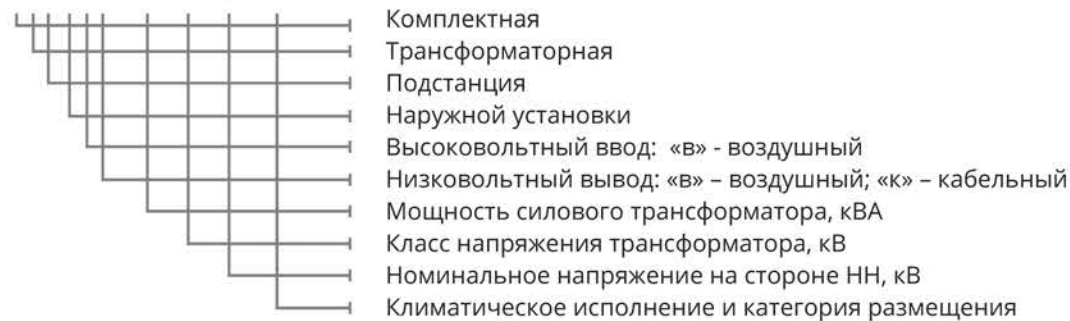 Комплектная
Трансформаторная
Подстанция
Наружной установки
Высоковольтный ввод: «в» - воздушный
Низковольтный вывод: «в» – воздушный; «к» – кабельный
Мощность силового трансформатора, кВА
Класс напряжения трансформатора, кВ
Номинальное напряжение на стороне НН, кВ
Климатическое исполнение и категория размещения